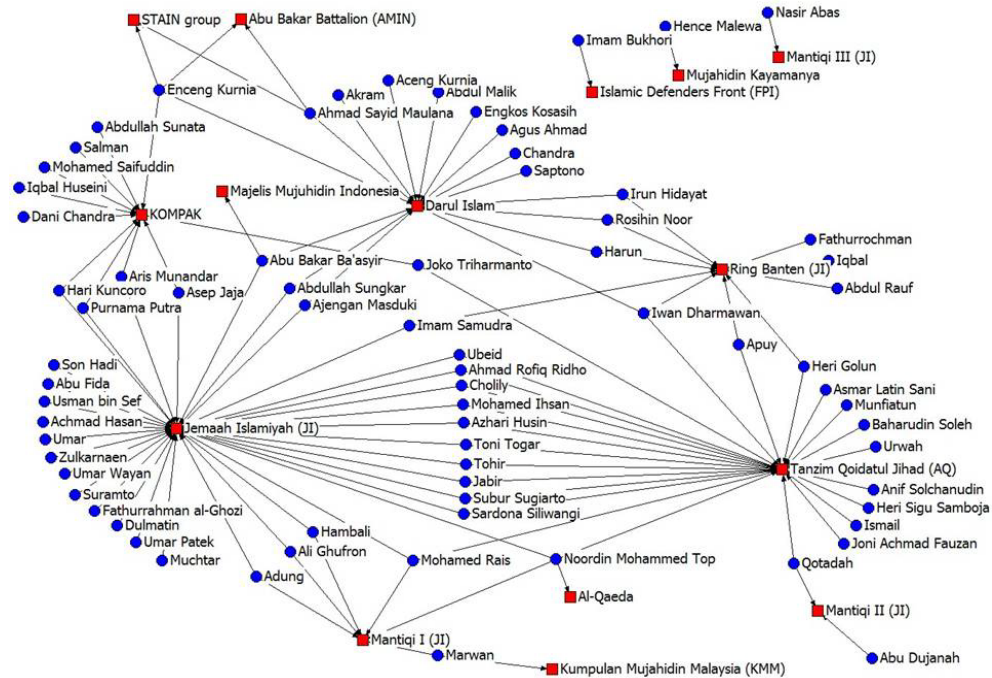 STAIN group
Abu Bakar Battalion (AMIN)
Nasir Abas
Hence Malewa
Imam Bukhori
Mantiqi III (JI)
Mujahidin Kayamanya
Islamic Defenders Front (FPI)
Aceng Kurnia
Enceng Kurnia
Akram
Abdul Malik
Ahmad Sayid Maulana
Engkos Kosasih
Abdullah Sunata
Agus Ahmad
Salman
Chandra
Mohamed Saifuddin
Saptono
Iqbal Huseini
Majelis Mujuhidin Indonesia
Irun Hidayat
Darul Islam
Dani Chandra
KOMPAK
Rosihin Noor
Fathurrochman
Harun
Abu Bakar Ba'asyir
Joko Triharmanto
Iqbal
Ring Banten (JI)
Aris Munandar
Hari Kuncoro
Asep Jaja
Abdullah Sungkar
Abdul Rauf
Purnama Putra
Ajengan Masduki
Iwan Dharmawan
Imam Samudra
Apuy
Ubeid
Son Hadi
Ahmad Rofiq Ridho
Heri Golun
Abu Fida
Cholily
Asmar Latin Sani
Usman bin Sef
Mohamed Ihsan
Munfiatun
Achmad Hasan
Jemaah Islamiyah (JI)
Azhari Husin
Baharudin Soleh
Umar
Toni Togar
Urwah
Zulkarnaen
Tohir
Tanzim Qoidatul Jihad (AQ)
Umar Wayan
Jabir
Suramto
Subur Sugiarto
Anif Solchanudin
Fathurrahman al-Ghozi
Sardona Siliwangi
Heri Sigu Samboja
Dulmatin
Hambali
Ismail
Umar Patek
Ali Ghufron
Joni Achmad Fauzan
Muchtar
Mohamed Rais
Noordin Mohammed Top
Qotadah
Adung
Al-Qaeda
Mantiqi II (JI)
Mantiqi I (JI)
Marwan
Abu Dujanah
Kumpulan Mujahidin Malaysia (KMM)